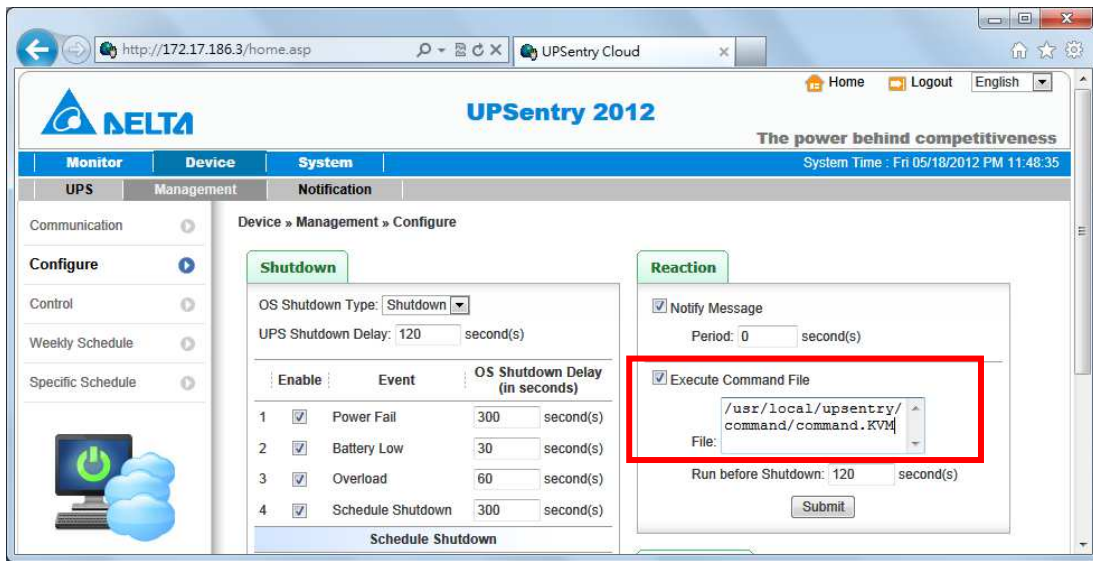 http://172.17.186.3/home.asp
UPSentry Cloud
Home
Logout
English
DELTA
UPSentry 2012
The power behind competitiveness
Monitor Device System
System Time : Fri 05/18/2012 PM 11:48:35
UPS Management Notification
Communication
Configure
Control
Weekly Schedule
Specific Schedule
Device » Management » Configure
Shutdown
OS Shutdown Type: Shutdown
UPS Shutdown Delay: 120 second(s)
Enable Event OS Shutdown Delay
(in seconds)
1 Power Fail 300 second(s)
2 Battery Low 30 second(s)
3 Overload 60 second(s)
4 Schedule Shutdown 300 second(s)
Schedule Shutdown
Reaction
Notify Message
Period: 0 second(s)
Execute Command File
/usr/local/upsentry/
command/command.KVM
File:
Run before Shutdown: 120 second(s)
Submit